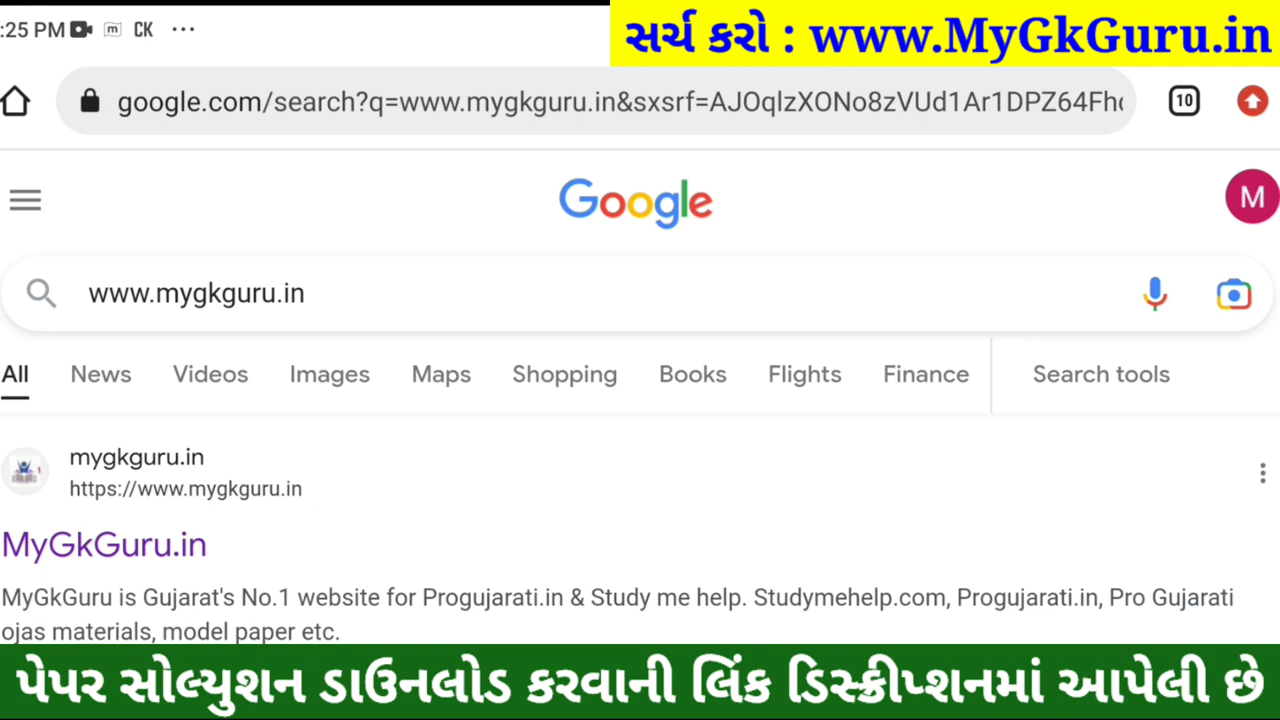 :25 PM m CK ...
સર્ચ કરો : www.MyGkGuru.in
google.com/search?q=www.mygkguru.in&sxsrf=AJOqlzXONo8zVUd1Ar1DPZ64Fh
10
Google
M
www.mygkguru.in
All News Videos Images Maps Shopping Books Flights Finance Search tools
mygkguru.in
https://www.mygkguru.in
MyGkGuru.in
MyGkGuru is Gujarat's No.1 website for Progujarati.in & Study me help. Studymehelp.com, Progujarati.in, Pro Gujarati
ojas materials, model paper etc.
પેપર સોલ્યુશન ડાઉનલોડ કરવાની લિંક ડિસ્ક્રીપ્શનમાં આપેલી છે